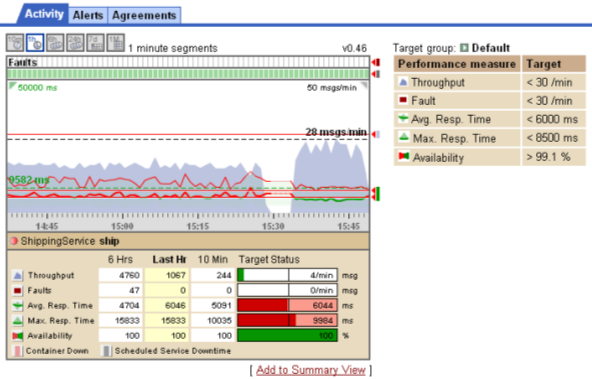 Activity Alerts Agreements
1 minute segments v0.46
Faults
50000 ms 50 msgs/min
28 msgs/min
9582 ms
14:45 15:00 15:15 15:30 15:45
ShippingService ship
6 Hrs Last Hr 10 Min Target Status
Throughput 4760 1067 244 4/min msg
Faults 47 0 0 0/min msg
Avg. Resp. Time 4704 6046 5091 6044 ms
Max. Resp. Time 15833 15833 10035 9984 ms
Availability 100 100 100 100 %
Container Down Scheduled Service Downtime
[ Add to Summary View ]
Target group: Default
Performance measure Target
Throughput < 30 /min
Fault < 30 /min
Avg. Resp. Time < 6000 ms
Max. Resp. Time < 8500 ms
Availability > 99.1 %